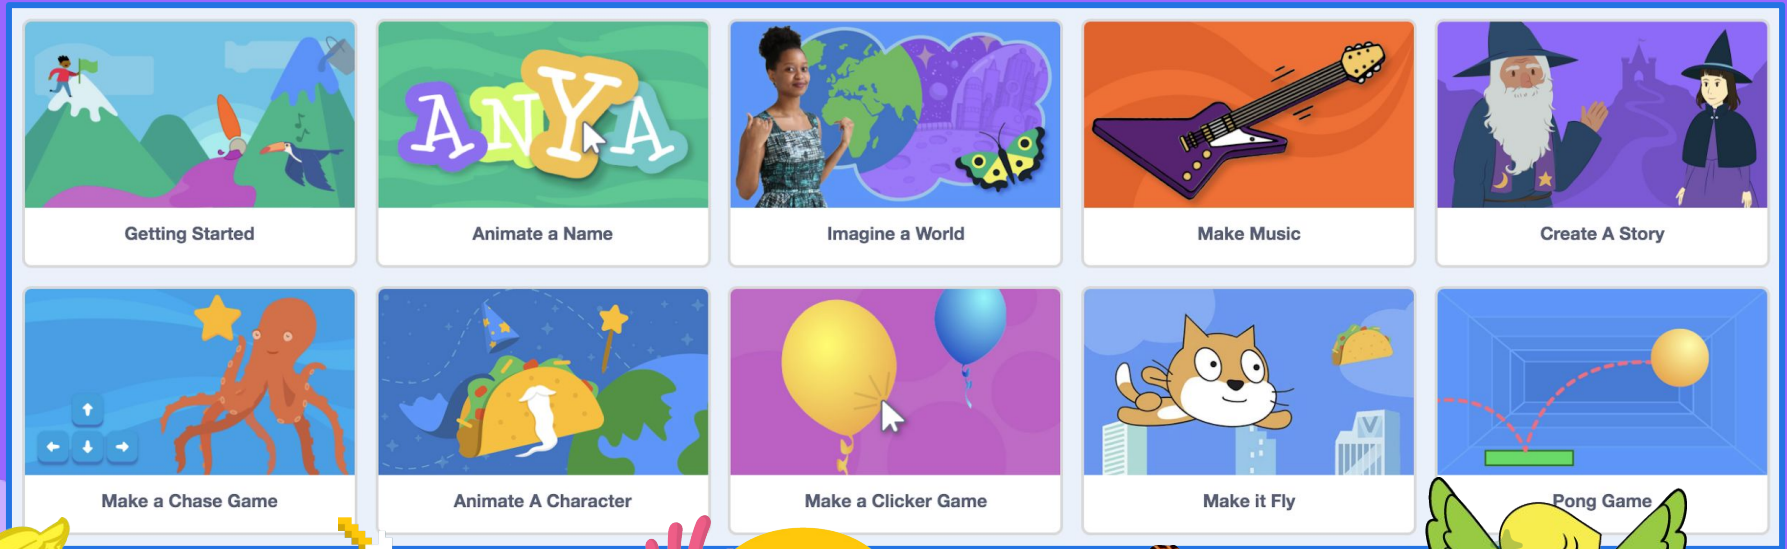 ANYA
Getting Started
Animate a Name
Imagine a World
Make Music
Create A Story
Make a Chase Game
Animate A Character
Make a Clicker Game
V
Make it Fly
Pong Game